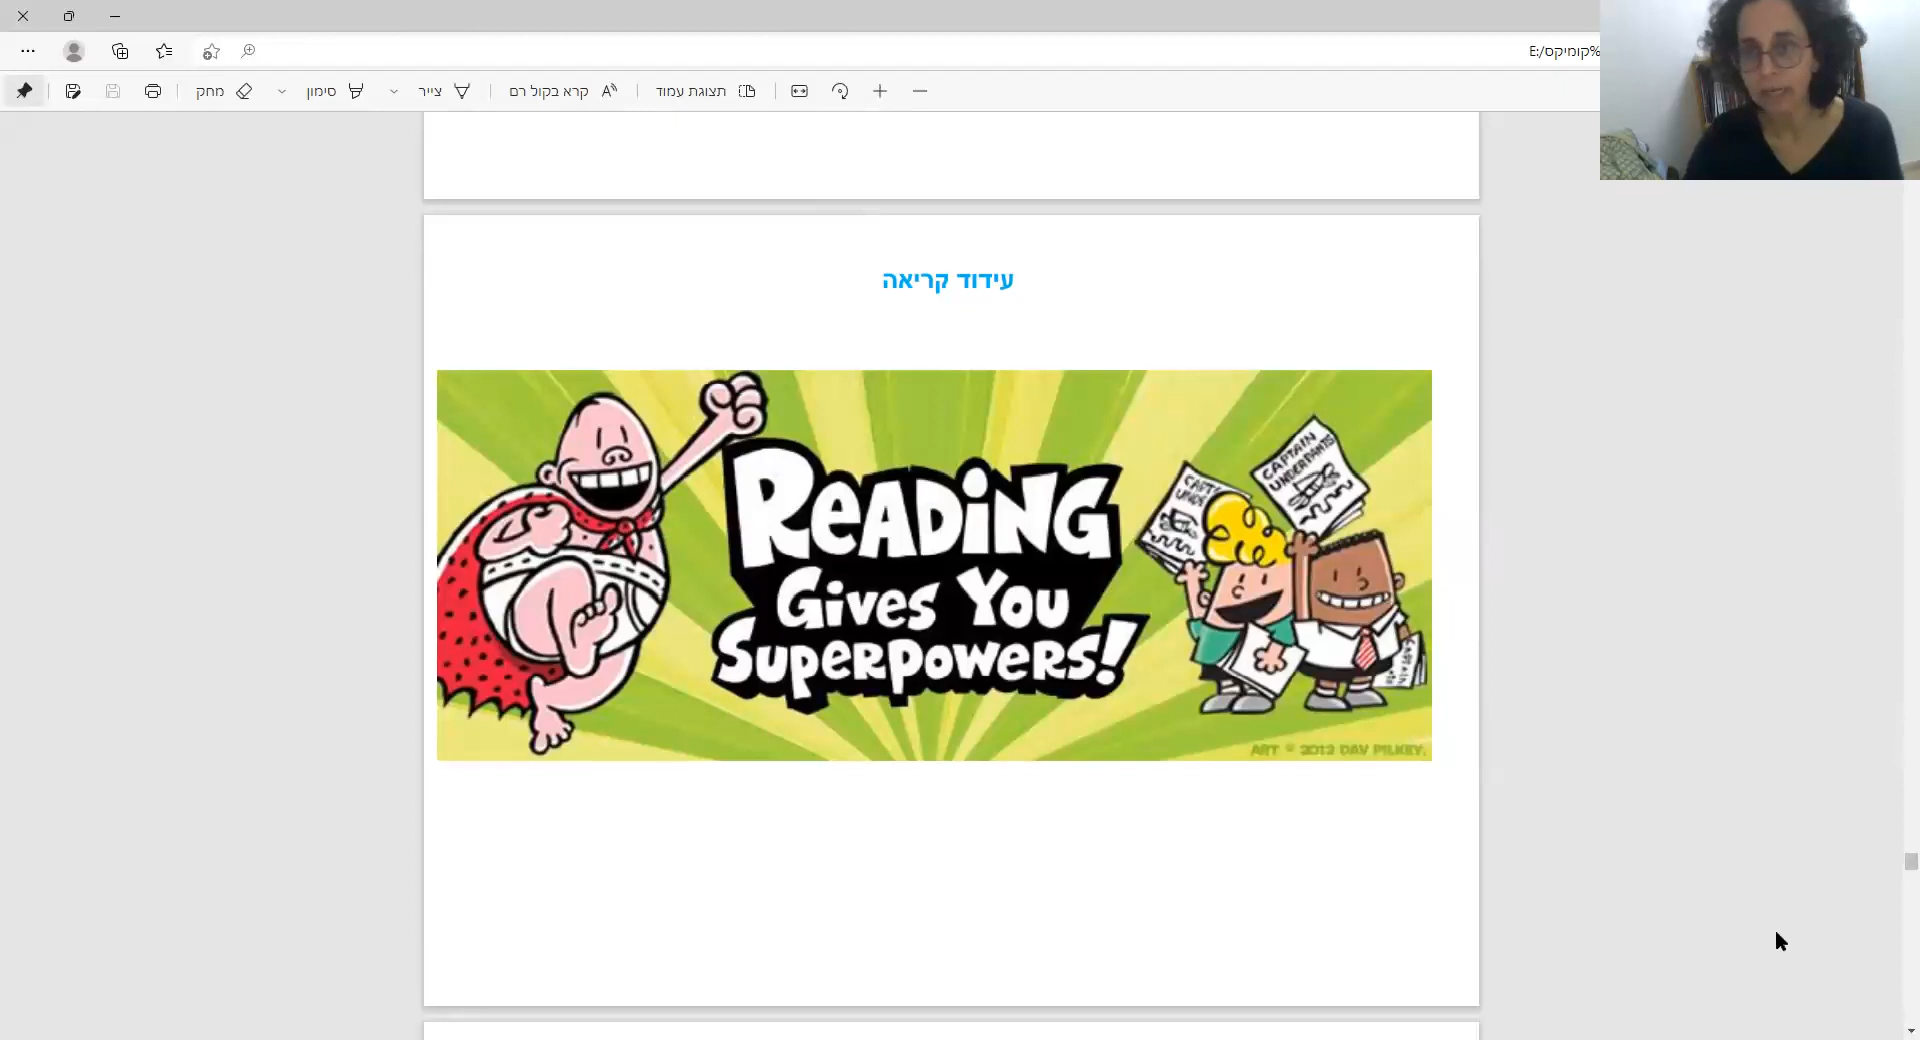 E:/קומיקס%
תצוגת עמוד
קרא בקול רם
צייר
סימון
מחק
עידוד קריאה
READING
GIVES YOU
SUPERPOWERS!
CAPTAIN
UNDERPANTS
ART © 2013 DAV PILKEY.